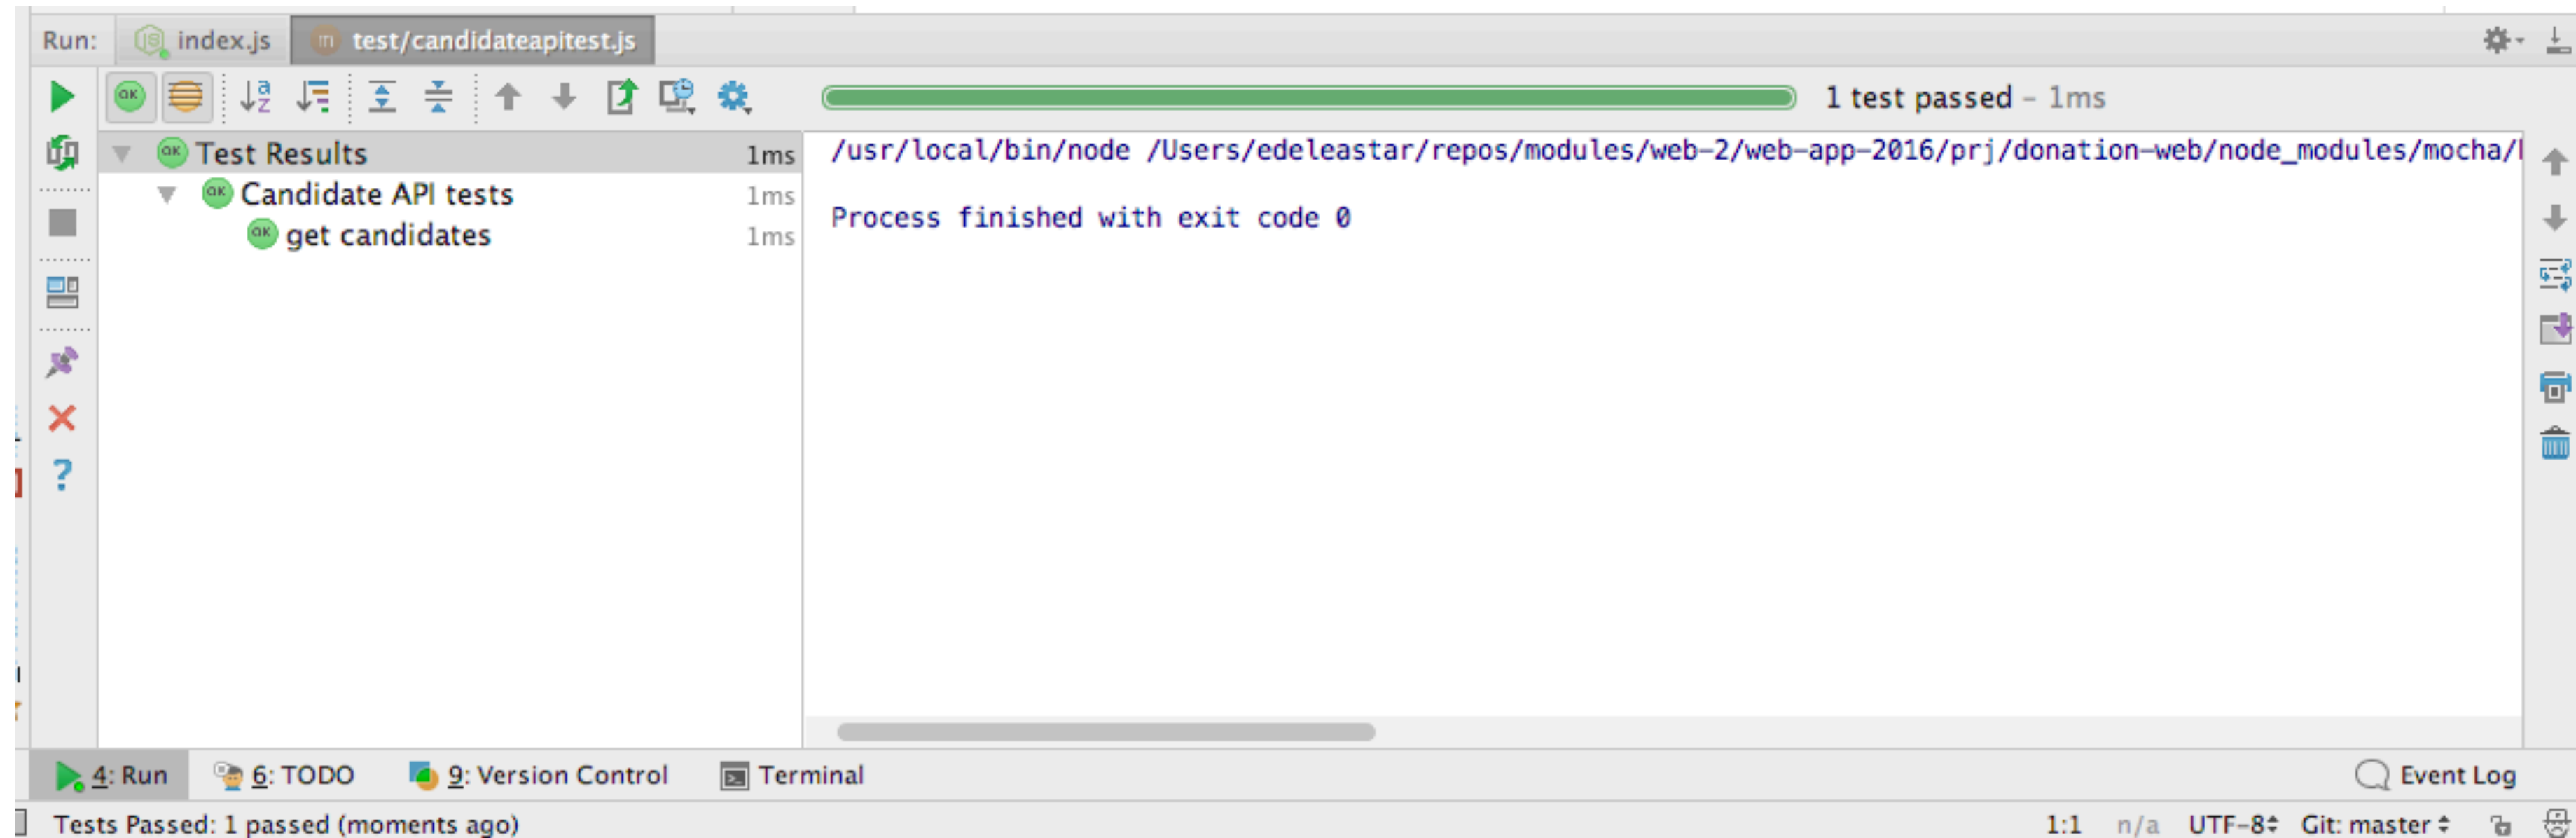 Run: index.js test/candidateapitest.js
1 test passed – 1ms
Test Results 1ms
Candidate API tests 1ms
get candidates 1ms
/usr/local/bin/node /Users/edeleastar/repos/modules/web-2/web-app-2016/prj/donation-web/node_modules/mocha/
Process finished with exit code 0
4: Run 6: TODO 9: Version Control Terminal Event Log
Tests Passed: 1 passed (moments ago) 1:1 n/a UTF-8 Git: master